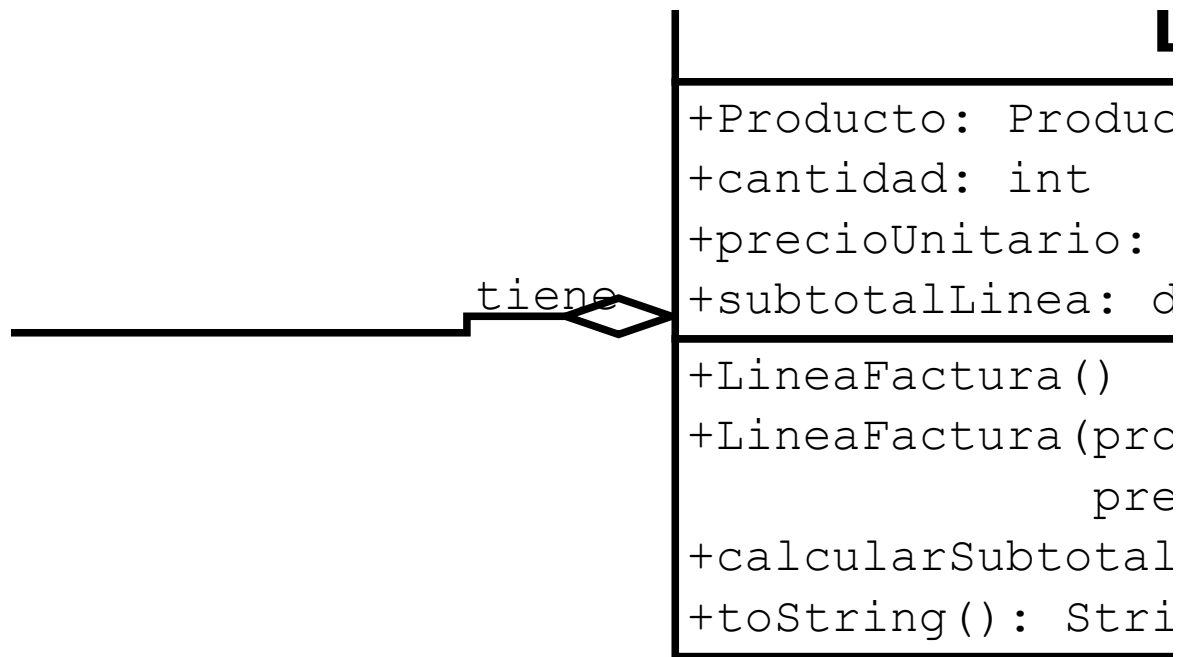 +Producto: Produc
+cantidad: int
+precioUnitario:
tiene
+subtotalLinea: d
+LineaFactura()
+LineaFactura(pro
pre
+calcularSubtotal
+toString(): Stri